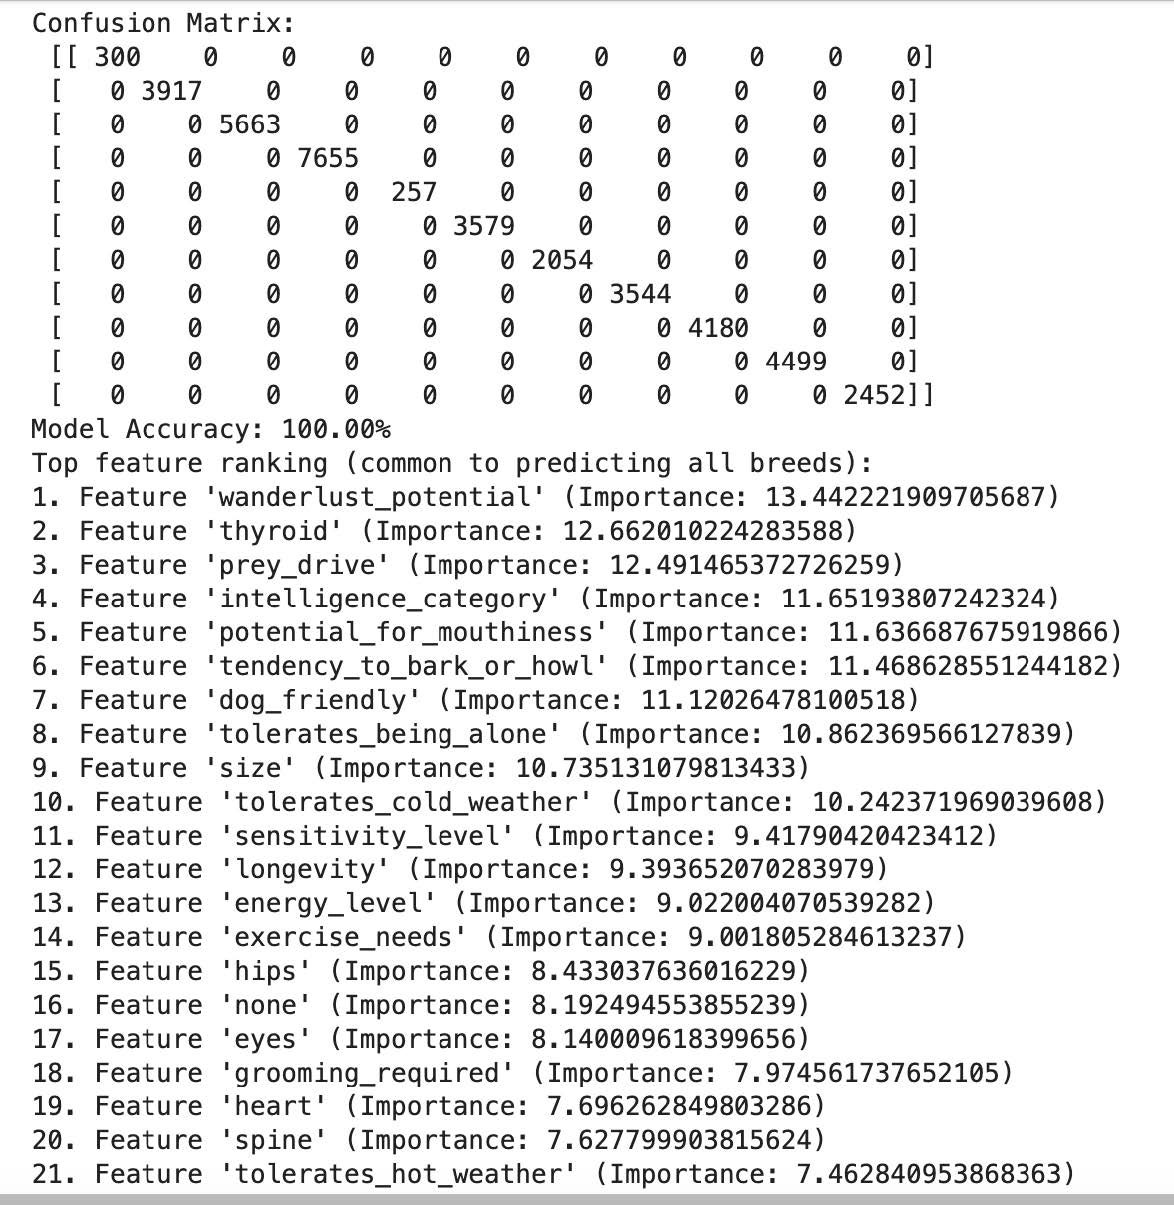 Confusion Matrix:
[[ 300 0 0 0 0 0 0 0 0 0 0]
[ 0 3917 0 0 0 0 0 0 0 0 0]
[ 0 0 5663 0 0 0 0 0 0 0 0]
[ 0 0 0 7655 0 0 0 0 0 0 0]
[ 0 0 0 0 257 0 0 0 0 0 0]
[ 0 0 0 0 0 3579 0 0 0 0 0]
[ 0 0 0 0 0 0 2054 0 0 0 0]
[ 0 0 0 0 0 0 0 3544 0 0 0]
[ 0 0 0 0 0 0 0 0 4180 0 0]
[ 0 0 0 0 0 0 0 0 0 4499 0]
[ 0 0 0 0 0 0 0 0 0 0 2452]]
Model Accuracy: 100.00%
Top feature ranking (common to predicting all breeds):
1. Feature 'wanderlust_potential' (Importance: 13.442221909705687)
2. Feature 'thyroid' (Importance: 12.662010224283588)
3. Feature 'prey_drive' (Importance: 12.491465372726259)
4. Feature 'intelligence_category' (Importance: 11.65193807242324)
5. Feature 'potential_for_mouthiness' (Importance: 11.636687675919866)
6. Feature 'tendency_to_bark_or_howl' (Importance: 11.468628551244182)
7. Feature 'dog_friendly' (Importance: 11.12026478100518)
8. Feature 'tolerates_being_alone' (Importance: 10.862369566127839)
9. Feature 'size' (Importance: 10.735131079813433)
10. Feature 'tolerates_cold_weather' (Importance: 10.242371969039608)
11. Feature 'sensitivity_level' (Importance: 9.41790420423412)
12. Feature 'longevity' (Importance: 9.393652070283979)
13. Feature 'energy_level' (Importance: 9.022004070539282)
14. Feature 'exercise_needs' (Importance: 9.001805284613237)
15. Feature 'hips' (Importance: 8.433037636016229)
16. Feature 'none' (Importance: 8.192494553855239)
17. Feature 'eyes' (Importance: 8.140009618399656)
18. Feature 'grooming_required' (Importance: 7.974561737652105)
19. Feature 'heart' (Importance: 7.696262849803286)
20. Feature 'spine' (Importance: 7.627799903815624)
21. Feature 'tolerates_hot_weather' (Importance: 7.462840953868363)